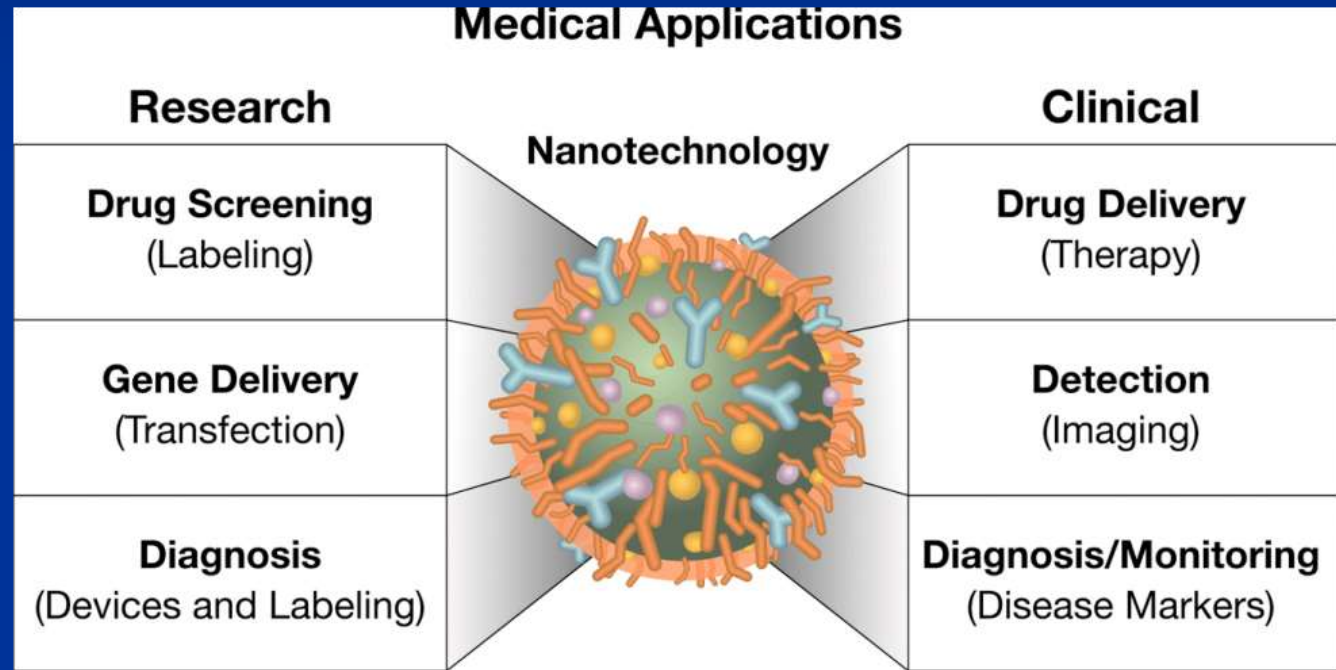 Medical Applications
Research
Drug Screening
(Labeling)
Gene Delivery
(Transfection)
Diagnosis
(Devices and Labeling)
Nanotechnology
Clinical
Drug Delivery
(Therapy)
Detection
(Imaging)
Diagnosis/Monitoring
(Disease Markers)